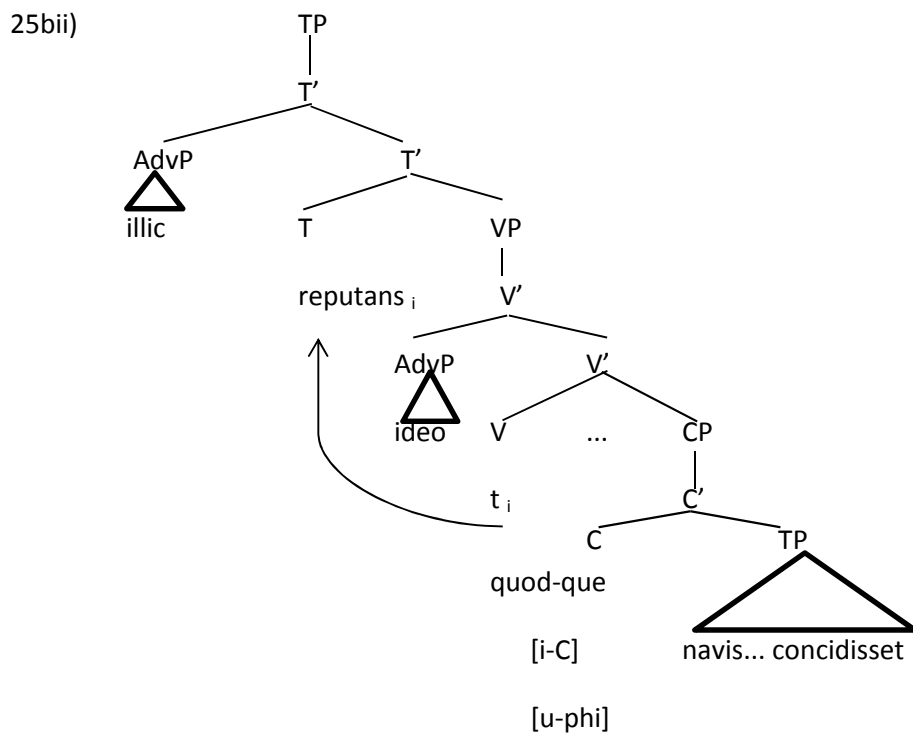 25bii) TP
T’
AdvP T’
illic T VP
reputans i V’
AdvP V’
ideo V ... CP
t i C’
C TP
quod-que
[i-C] navis... concidisset
[u-phi]